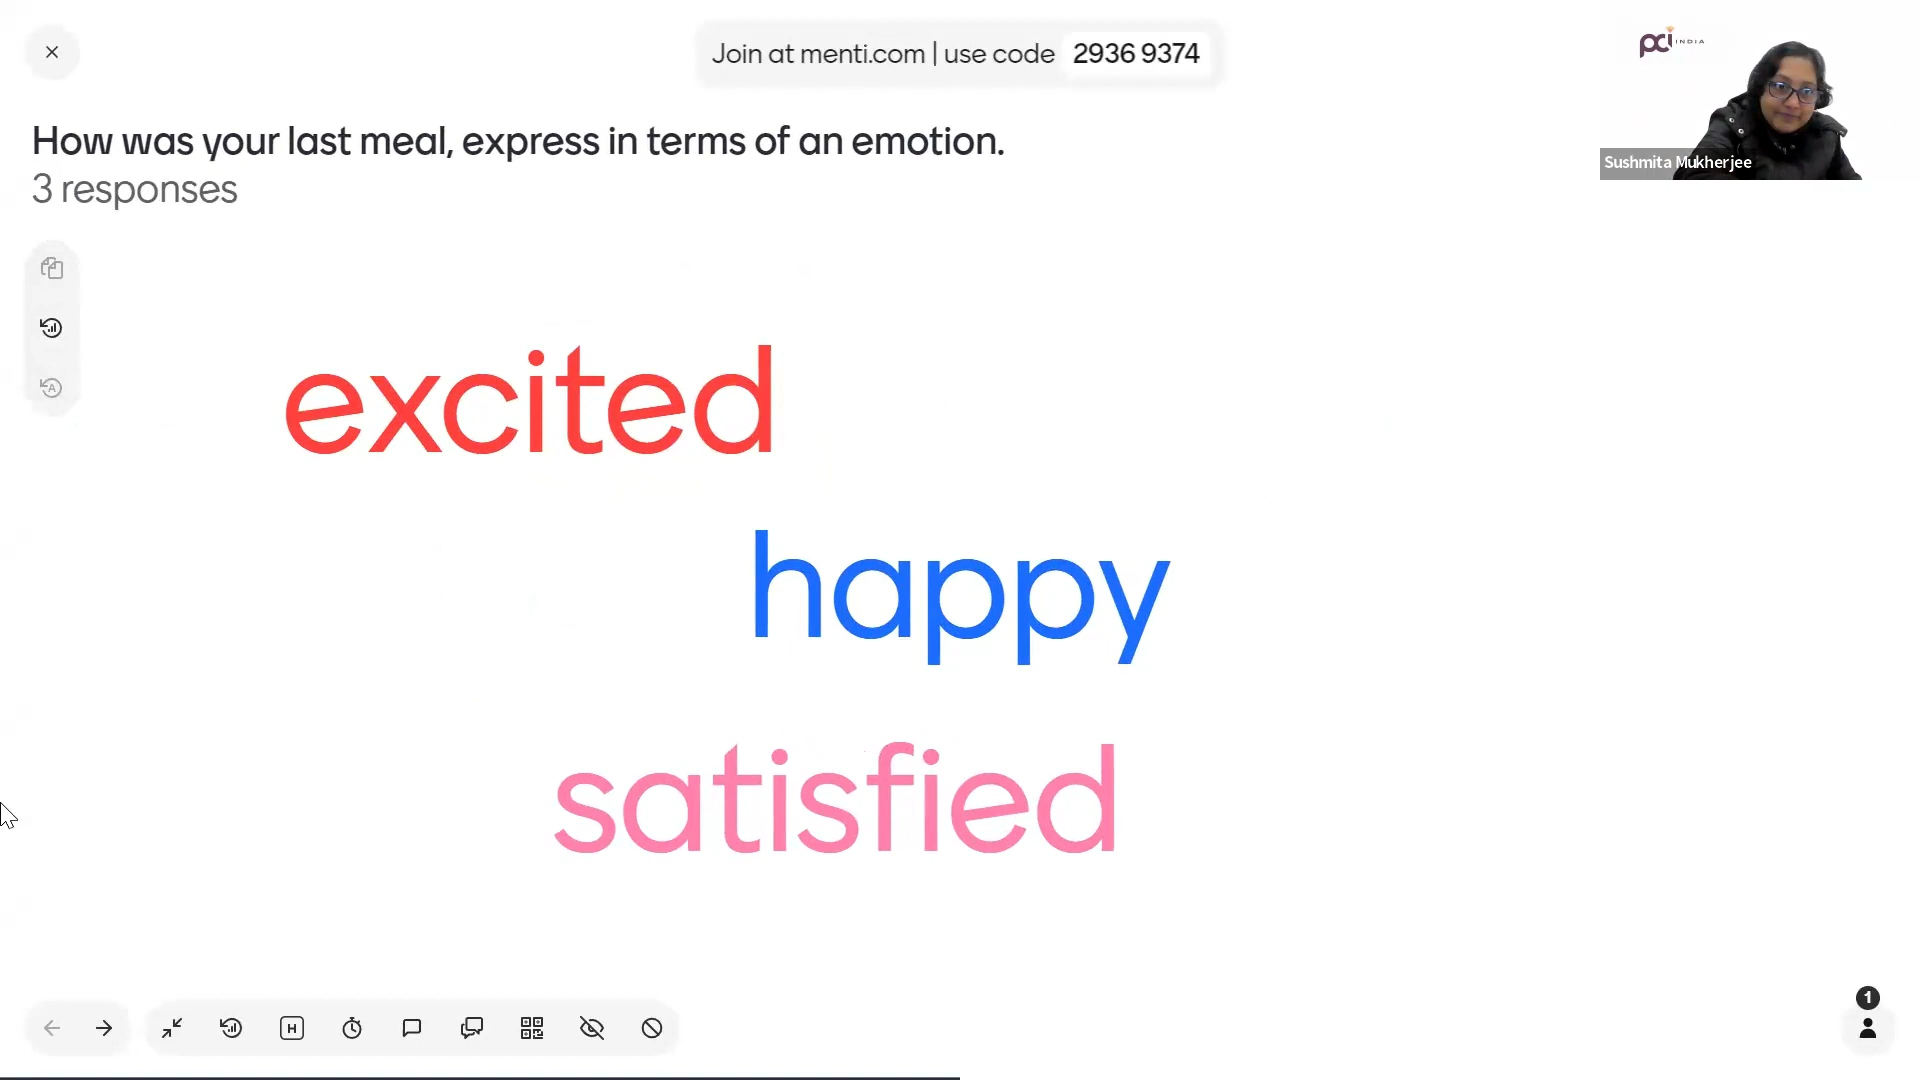 Join at menti.com | use code 2936 9374
pci INDIA
How was your last meal, express in terms of an emotion.
3 responses
Sushmita Mukherjee
excited
happy
satisfied
H
1